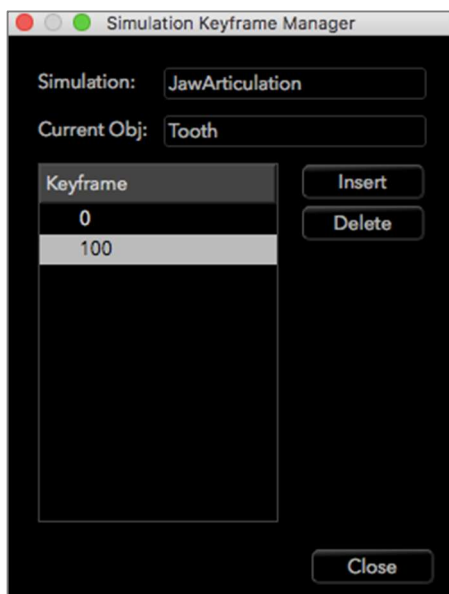 Simulation Keyframe Manager
Simulation: JawArticulation
Current Obj: Tooth
Keyframe
Insert
0
Delete
100
Close